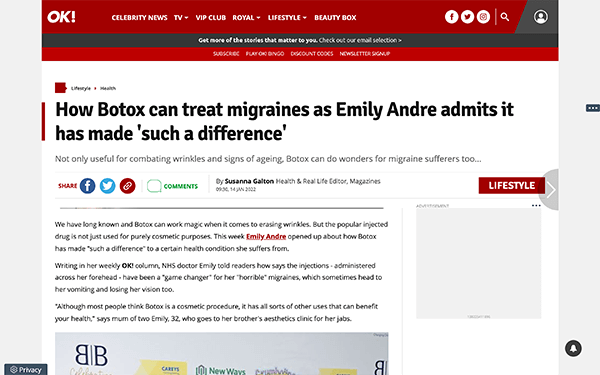 OK!
CELEBRITY NEWS TV VIP CLUB ROYAL LIFESTYLE BEAUTY BOX
Get more of the stories that matter to you. Check out our email selection >
SUBSCRIBE PLAY OK! BINGO DISCOUNT CODES NEWSLETTER SIGNUP
Lifestyle Health
How Botox can treat migraines as Emily Andre admits it
has made 'such a difference'
Not only useful for combating wrinkles and signs of ageing, Botox can do wonders for migraine sufferers too...
SHARE COMMENTS
By Susanna Galton Health & Real Life Editor, Magazines
09:30, 14 JAN 2022
LIFESTYLE
ADVERTISEMENT
We have long known and Botox can work magic when it comes to erasing wrinkles. But the popular injected
drug is not just used for purely cosmetic purposes. This week Emily Andre opened up about how Botox
has made "such a difference" to a certain health condition she suffers from.
Writing in her weekly OK! column, NHS doctor Emily told readers how says the injections - administered
across her forehead - have been a "game changer" for her "horrible" migraines, which sometimes head to
her vomiting and losing her vision too.
"Although most people think Botox is a cosmetic procedure, it has all sorts of other uses that can benefit
your health," says mum of two Emily, 32, who goes to her brother's aesthetics clinic for her jabs.
CAREYS
New Ways
Privacy